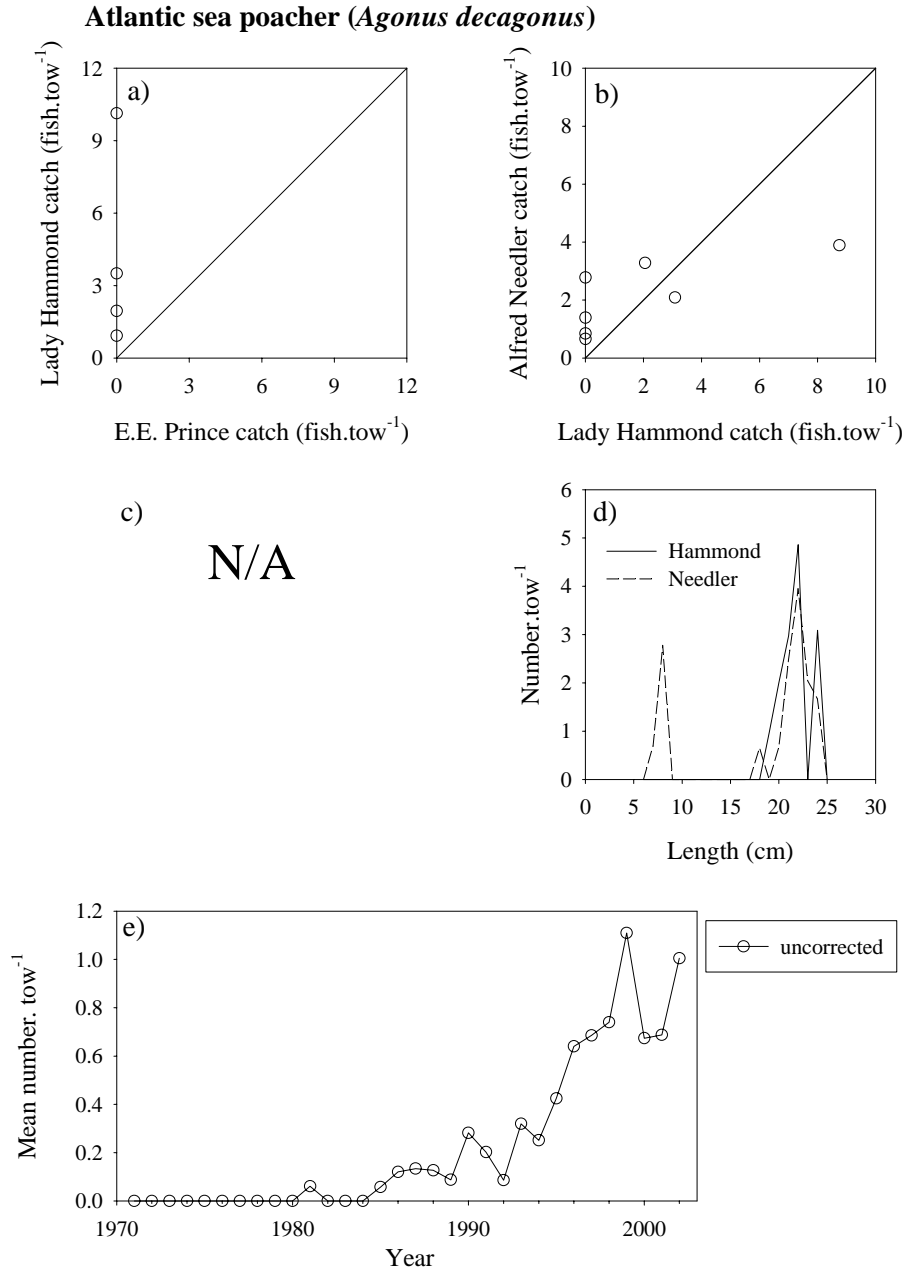 Atlantic sea poacher (Agonus decagonus)
a)
Lady Hammond catch (fish.tow-1)
12
9
6
3
0
0 3 6 9 12
E.E. Prince catch (fish.tow-1)
b)
Alfred Needler catch (fish.tow-1)
10
8
6
4
2
0
0 2 4 6 8 10
Lady Hammond catch (fish.tow-1)
c)
N/A
d)
Number.tow-1
6
5
4
3
2
1
0
Hammond
Needler
0 5 10 15 20 25 30
Length (cm)
e)
Mean number. tow-1
1.2
1.0
0.8
0.6
0.4
0.2
0.0
1970 1980 1990 2000
Year
uncorrected